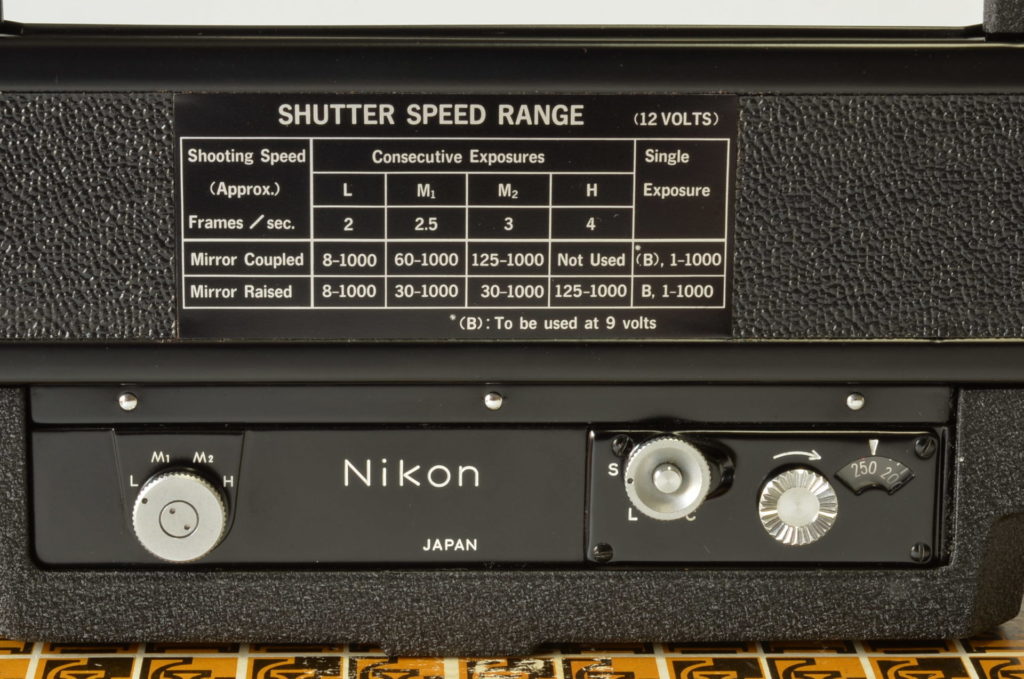 SHUTTER SPEED RANGE (12 VOLTS)
Shooting Speed (Approx.) Frames / sec. Consecutive Exposures Single Exposure
L M₁ M₂ H
2 2.5 3 4
Mirror Coupled 8-1000 60-1000 125-1000 Not Used *(B), 1-1000
Mirror Raised 8-1000 30-1000 30-1000 125-1000 B, 1-1000
*(B): To be used at 9 volts
L M₁ M₂ H
Nikon
JAPAN
S L C
250